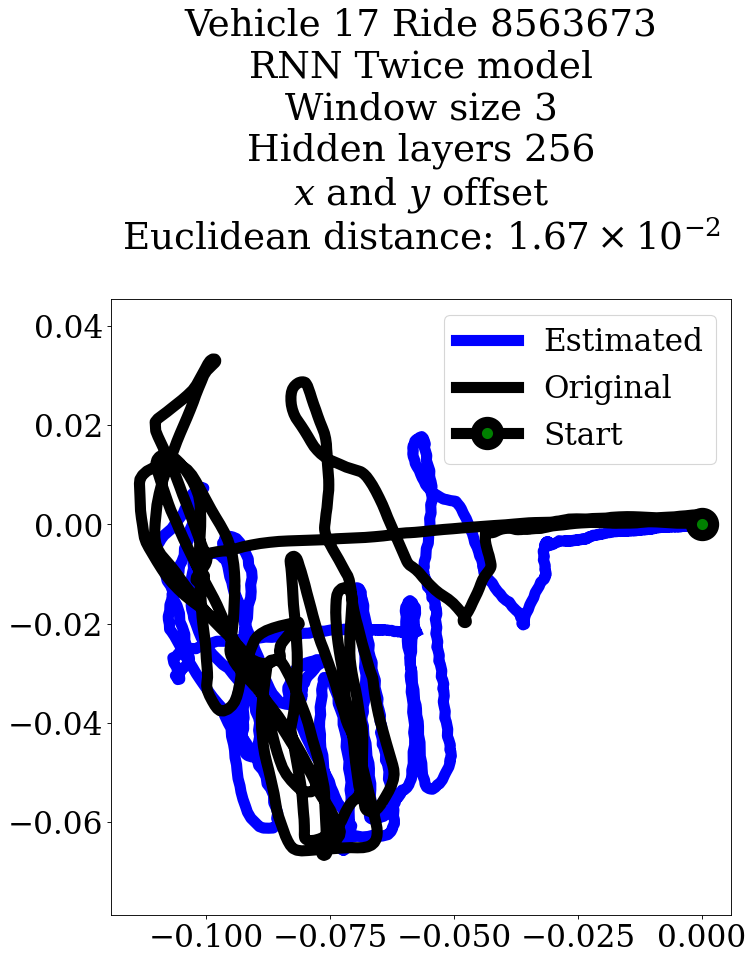 Vehicle 17 Ride 8563673
RNN Twice model
Window size 3
Hidden layers 256
x and y offset
Euclidean distance: 1.67 × 10⁻²
Estimated
Original
Start
0.04
0.02
0.00
−0.02
−0.04
−0.06
−0.100 −0.075 −0.050 −0.025 0.000